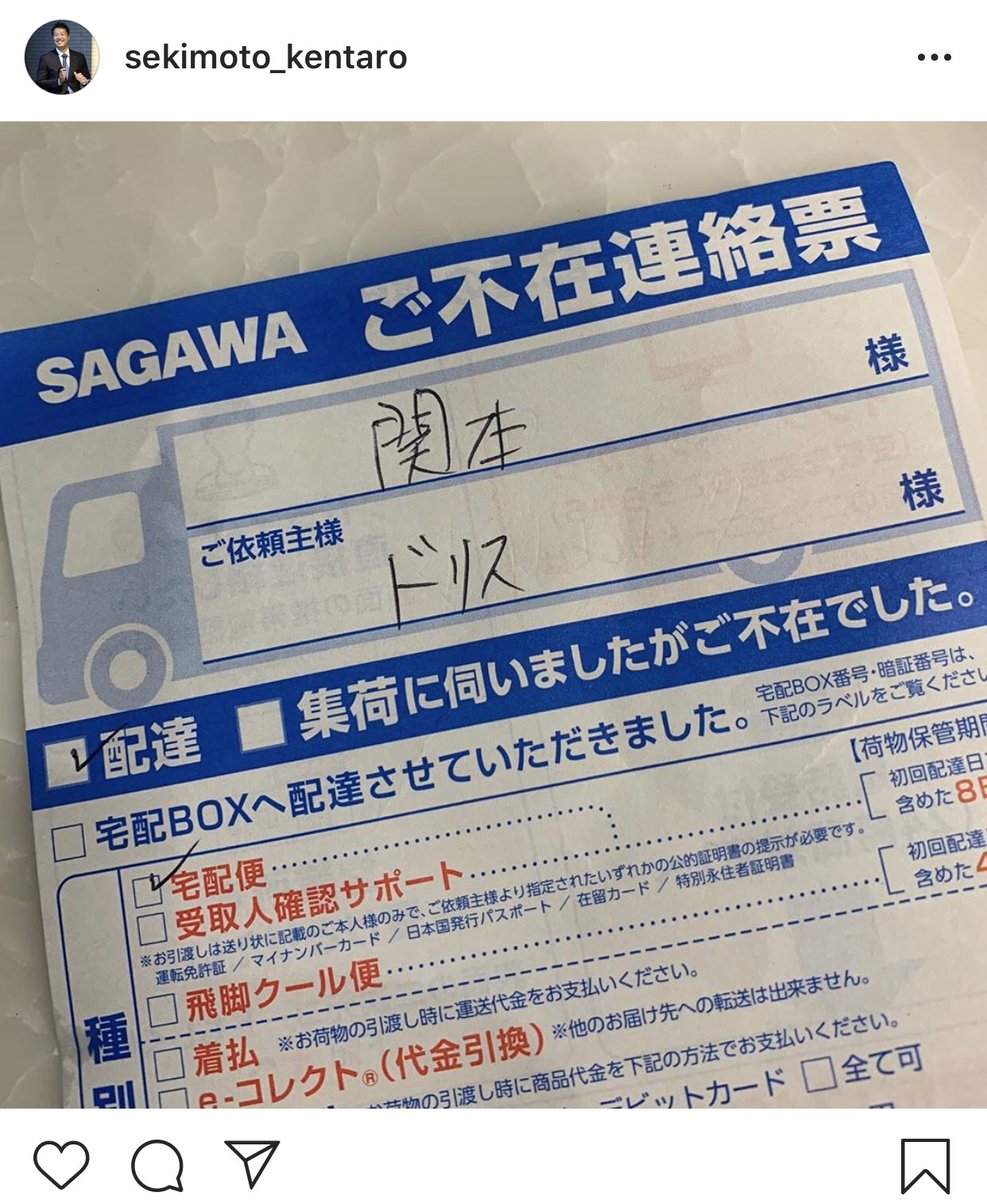 sekimoto_kentaro
SAGAWA ご不在連絡票
関本 様
ご依頼主様 ドリス 様
配達 集荷に伺いましたがご不在でした。
宅配BOXへ配達させていただきました。
宅配BOX番号・暗証番号は、
下記のラベルをご覧ください
【荷物保管期間
宅配便
初回配達日
含めた8日
受取人確認サポート
※お引渡しは送り状に記載のご本人様のみで、ご依頼主様より指定されたいずれかの公的証明書の提示が必要です。
運転免許証 / マイナンバーカード / 日本国発行パスポート / 在留カード / 特別永住者証明書
飛脚クール便
初回配達
含めた4
種別
着払 ※お荷物の引渡し時に運送代金をお支払いください。
e-コレクト®(代金引換) ※他のお届け先への転送は出来ません。
お荷物の引渡し時に商品代金を下記の方法でお支払いください。
デビットカード 全て可